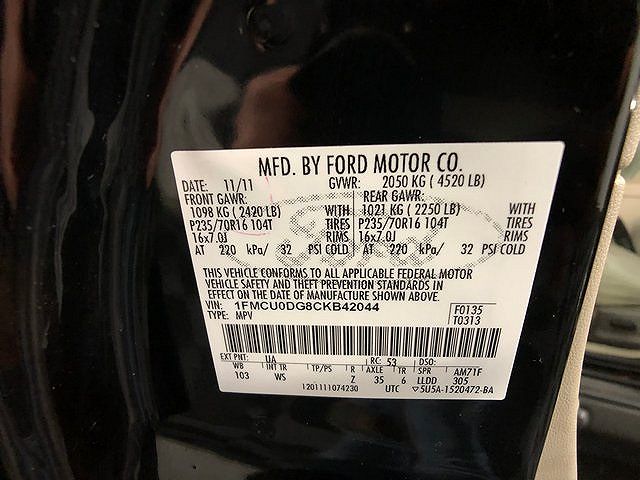 MFD. BY FORD MOTOR CO.
DATE: 11/11 GVWR: 2050 KG ( 4520 LB)
FRONT GAWR: REAR GAWR:
1098 KG ( 2420 LB) WITH 1021 KG ( 2250 LB) WITH
P235/70R16 104T TIRES P235/70R16 104T TIRES
16x7.0J RIMS 16x7.0J RIMS
AT 220 kPa/ 32 PSI COLD AT 220 kPa/ 32 PSI COLD
THIS VEHICLE CONFORMS TO ALL APPLICABLE FEDERAL MOTOR
VEHICLE SAFETY AND THEFT PREVENTION STANDARDS IN
EFFECT ON THE DATE OF MANUFACTURE SHOWN ABOVE.
VIN: 1FMCU0DG8CKB42044 F0135
TYPE: MPV T0313
EXT PNT: UA RC: 53 DSO:
WB INT TR TP/PS R AXLE TR SPR AM71F
103 WS Z 35 6 LLDD 305
1201111074230 UTC ▽5U5A-1520472-BA